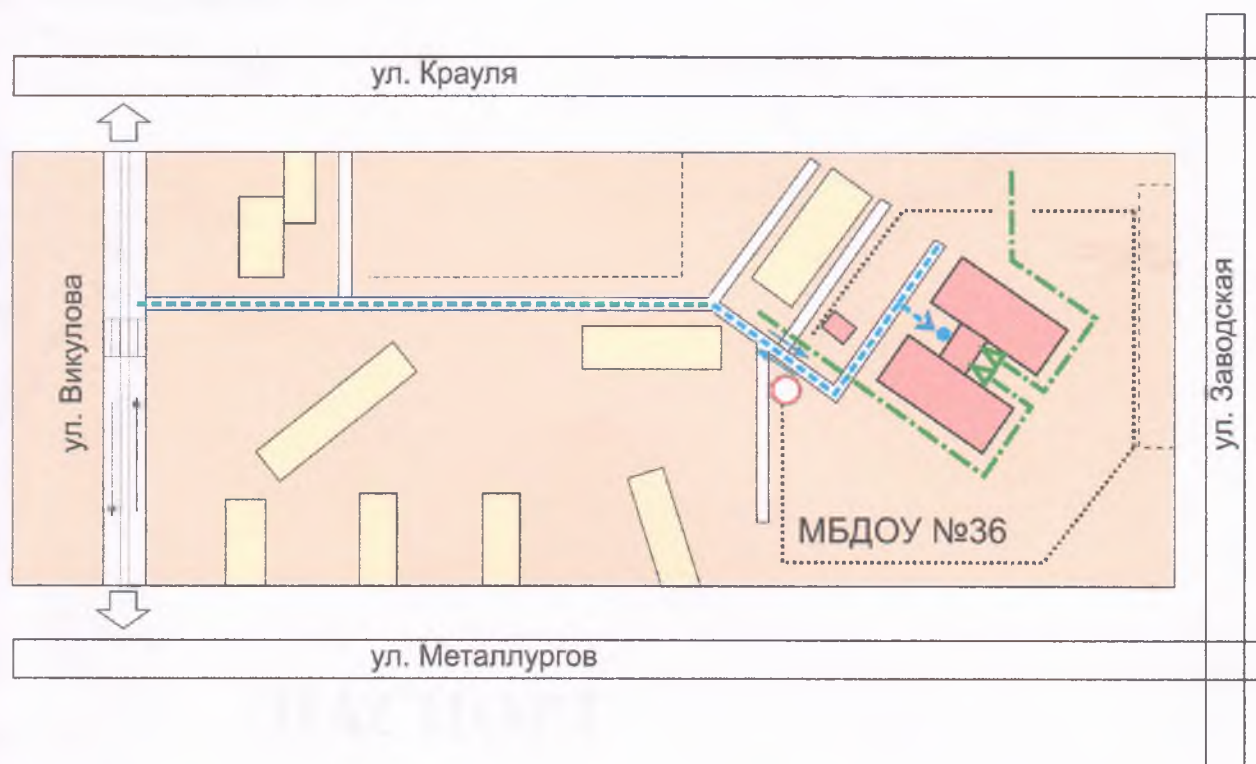 ул. Крауля
ул. Викулова
ул. Заводская
МБДОУ №36
ул. Металлургов